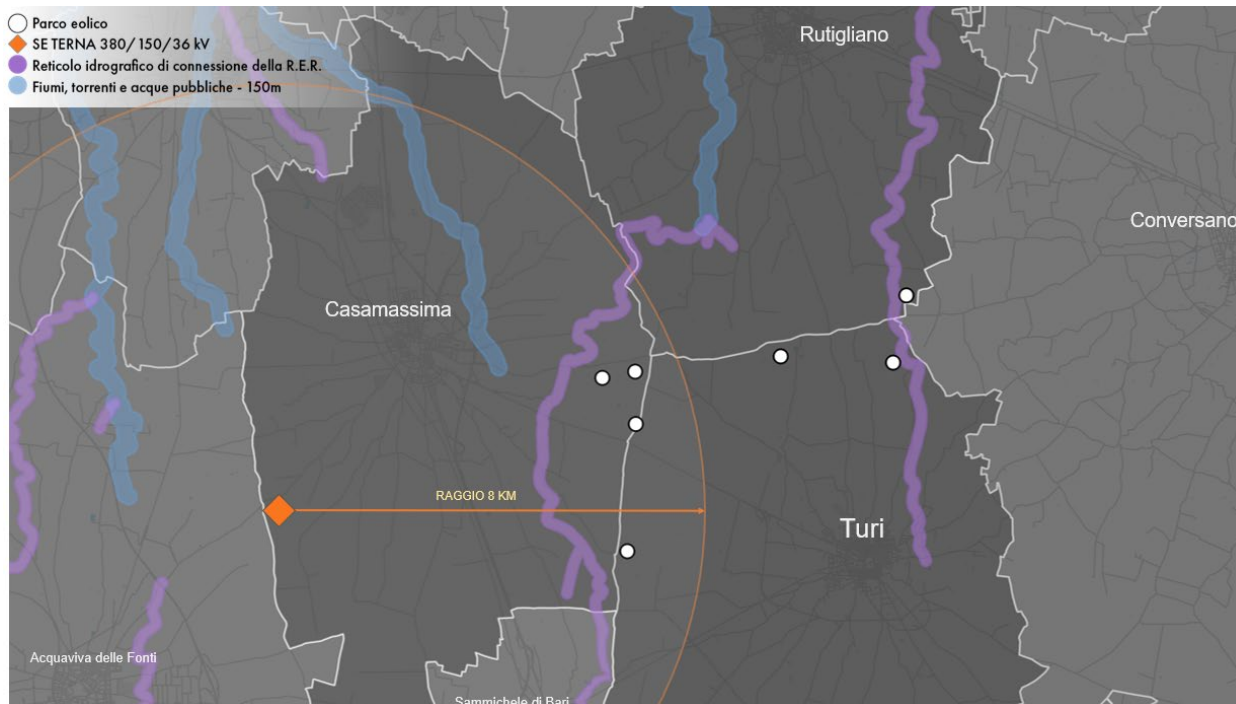 Parco eolico
SE TERNA 380/150/36 kV
Reticolo idrografico di connessione della R.E.R.
Fiumi, torrenti e acque pubbliche - 150m
Rutigliano
Conversano
Casamassima
RAGGIO 8 KM
Turi
Acquaviva delle Fonti
Sammichele di Bari